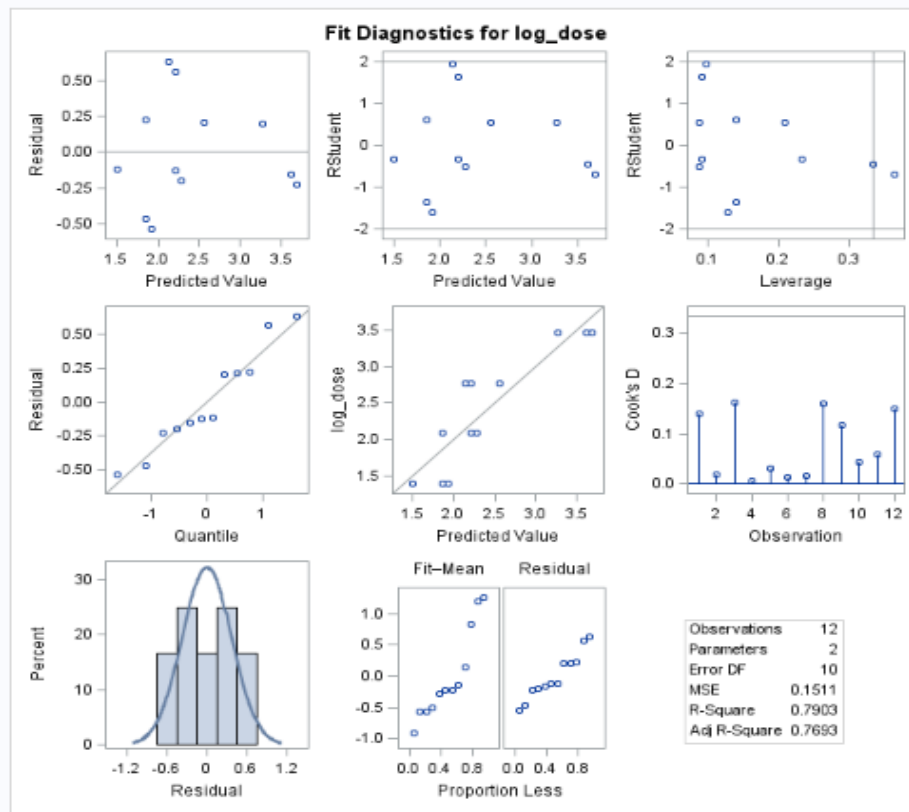 Fit Diagnostics for log_dose
Residual
0.50
0.25
0.00
-0.25
-0.50
1.5 2.0 2.5 3.0 3.5
Predicted Value
RStudent
2
1
0
-1
-2
1.5 2.0 2.5 3.0 3.5
Predicted Value
RStudent
2
1
0
-1
-2
0.1 0.2 0.3
Leverage
Residual
0.50
0.25
0.00
-0.25
-0.50
-1 0 1
Quantile
log_dose
3.5
3.0
2.5
2.0
1.5
1.5 2.0 2.5 3.0 3.5
Predicted Value
Cook's D
0.3
0.2
0.1
0.0
2 4 6 8 10 12
Observation
Percent
30
20
10
0
-1.2 -0.6 0 0.6 1.2
Residual
Fit–Mean Residual
1.0
0.5
0.0
-0.5
-1.0
0.0 0.4 0.8 0.0 0.4 0.8
Proportion Less
Observations 12
Parameters 2
Error DF 10
MSE 0.1511
R-Square 0.7903
Adj R-Square 0.7693